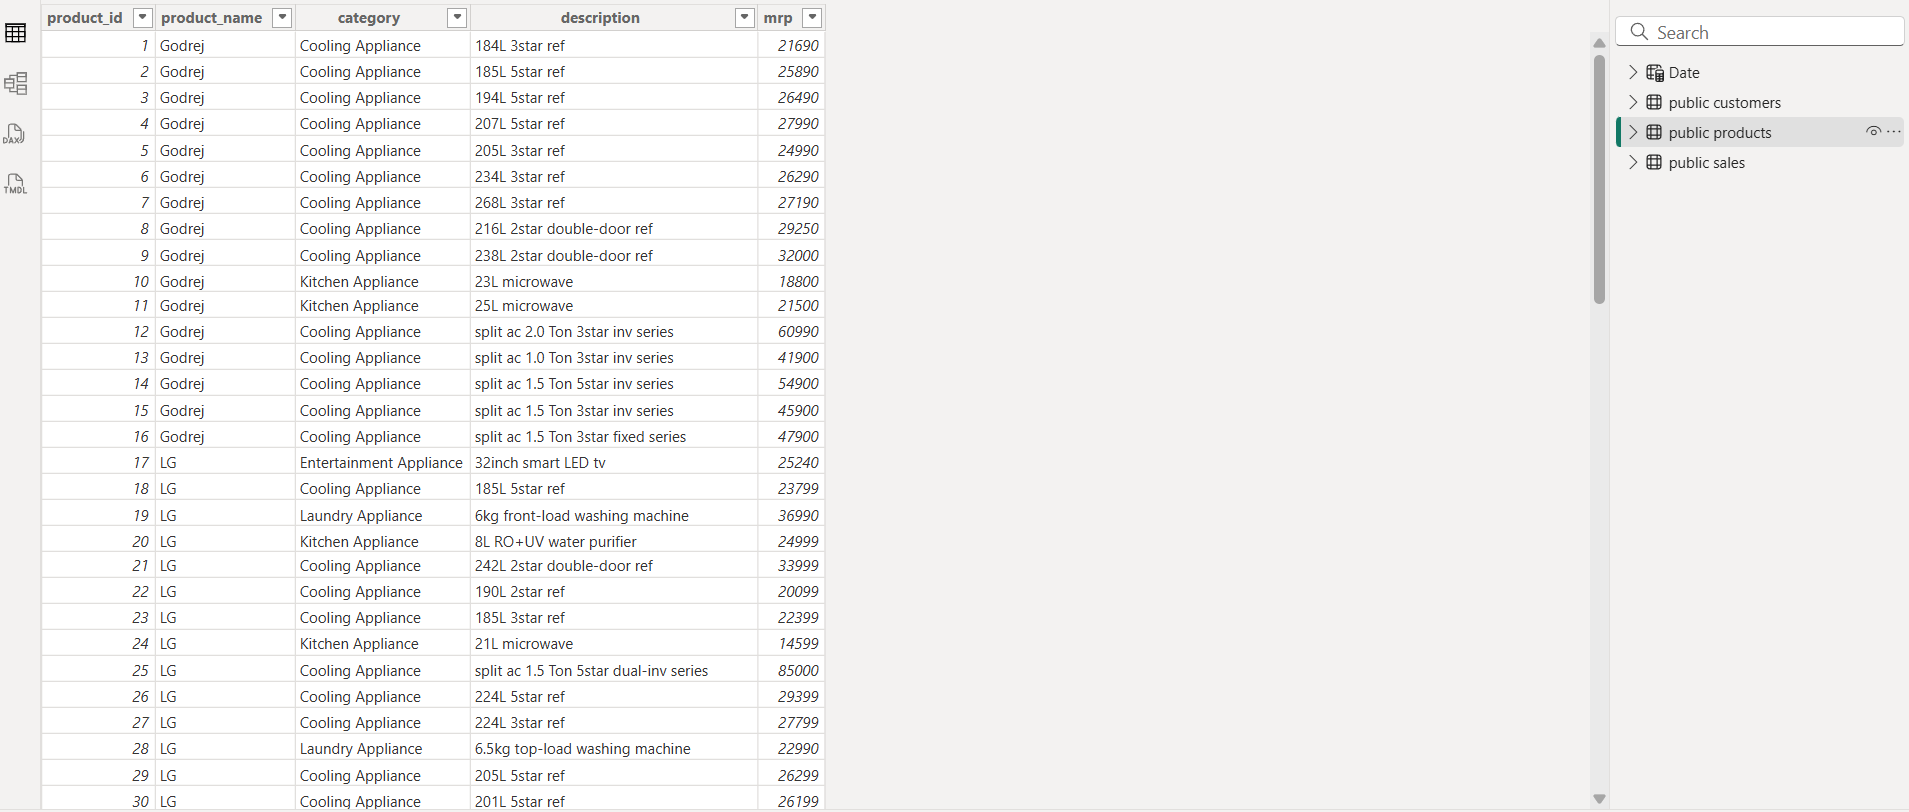 product_id product_name category description mrp
1 Godrej Cooling Appliance 184L 3star ref 21690
2 Godrej Cooling Appliance 185L 5star ref 25890
3 Godrej Cooling Appliance 194L 5star ref 26490
4 Godrej Cooling Appliance 207L 5star ref 27990
5 Godrej Cooling Appliance 205L 3star ref 24990
6 Godrej Cooling Appliance 234L 3star ref 26290
7 Godrej Cooling Appliance 268L 3star ref 27190
8 Godrej Cooling Appliance 216L 2star double-door ref 29250
9 Godrej Cooling Appliance 238L 2star double-door ref 32000
10 Godrej Kitchen Appliance 23L microwave 18800
11 Godrej Kitchen Appliance 25L microwave 21500
12 Godrej Cooling Appliance split ac 2.0 Ton 3star inv series 60990
13 Godrej Cooling Appliance split ac 1.0 Ton 3star inv series 41900
14 Godrej Cooling Appliance split ac 1.5 Ton 5star inv series 54900
15 Godrej Cooling Appliance split ac 1.5 Ton 3star inv series 45900
16 Godrej Cooling Appliance split ac 1.5 Ton 3star fixed series 47900
17 LG Entertainment Appliance 32inch smart LED tv 25240
18 LG Cooling Appliance 185L 5star ref 23799
19 LG Laundry Appliance 6kg front-load washing machine 36990
20 LG Kitchen Appliance 8L RO+UV water purifier 24999
21 LG Cooling Appliance 242L 2star double-door ref 33999
22 LG Cooling Appliance 190L 2star ref 20099
23 LG Cooling Appliance 185L 3star ref 22399
24 LG Kitchen Appliance 21L microwave 14599
25 LG Cooling Appliance split ac 1.5 Ton 5star dual-inv series 85000
26 LG Cooling Appliance 224L 5star ref 29399
27 LG Cooling Appliance 224L 3star ref 27799
28 LG Laundry Appliance 6.5kg top-load washing machine 22990
29 LG Cooling Appliance 205L 5star ref 26299
30 LG Cooling Appliance 201L 5star ref 26199
DAX
TMDL
Search
Date
public customers
public products
public sales